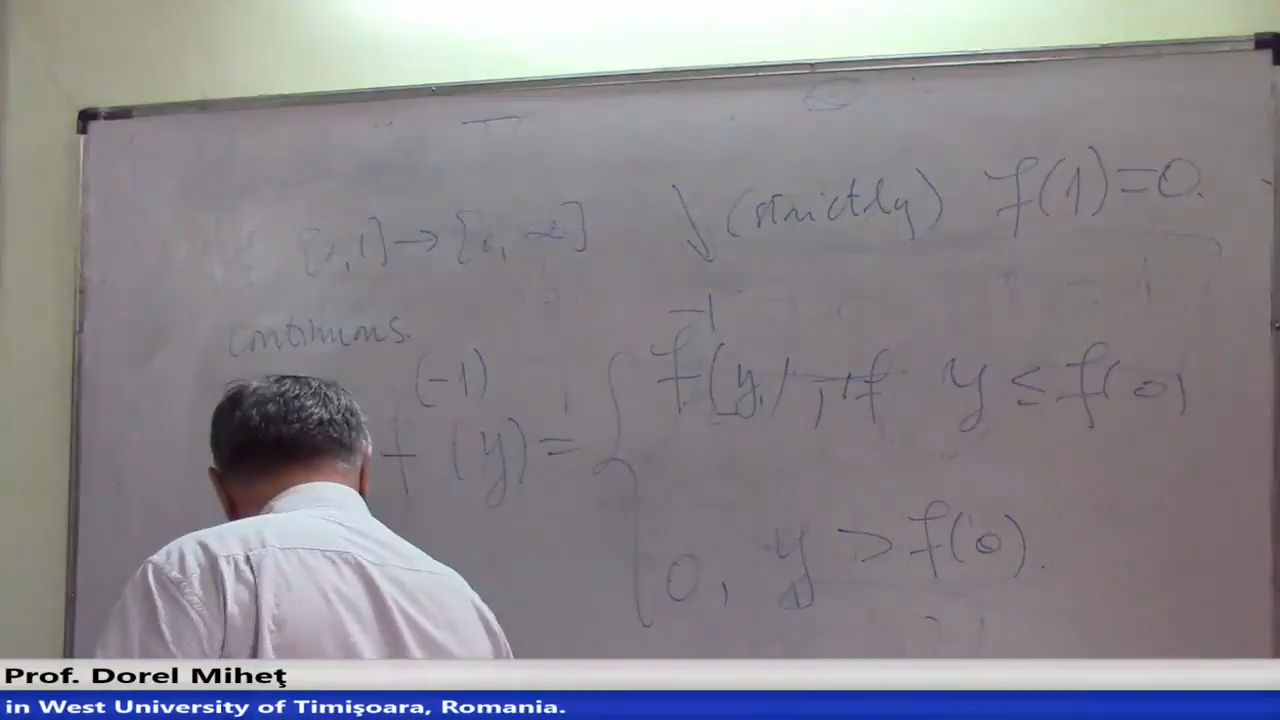 [0,1]→[0,∞] ↘ (strictly) f(1)=0.
continuous.
f⁽⁻¹⁾(y) = { f⁻¹(y), if y ≤ f(0)
0, y > f(0).
Prof. Dorel Miheţ
in West University of Timişoara, Romania.